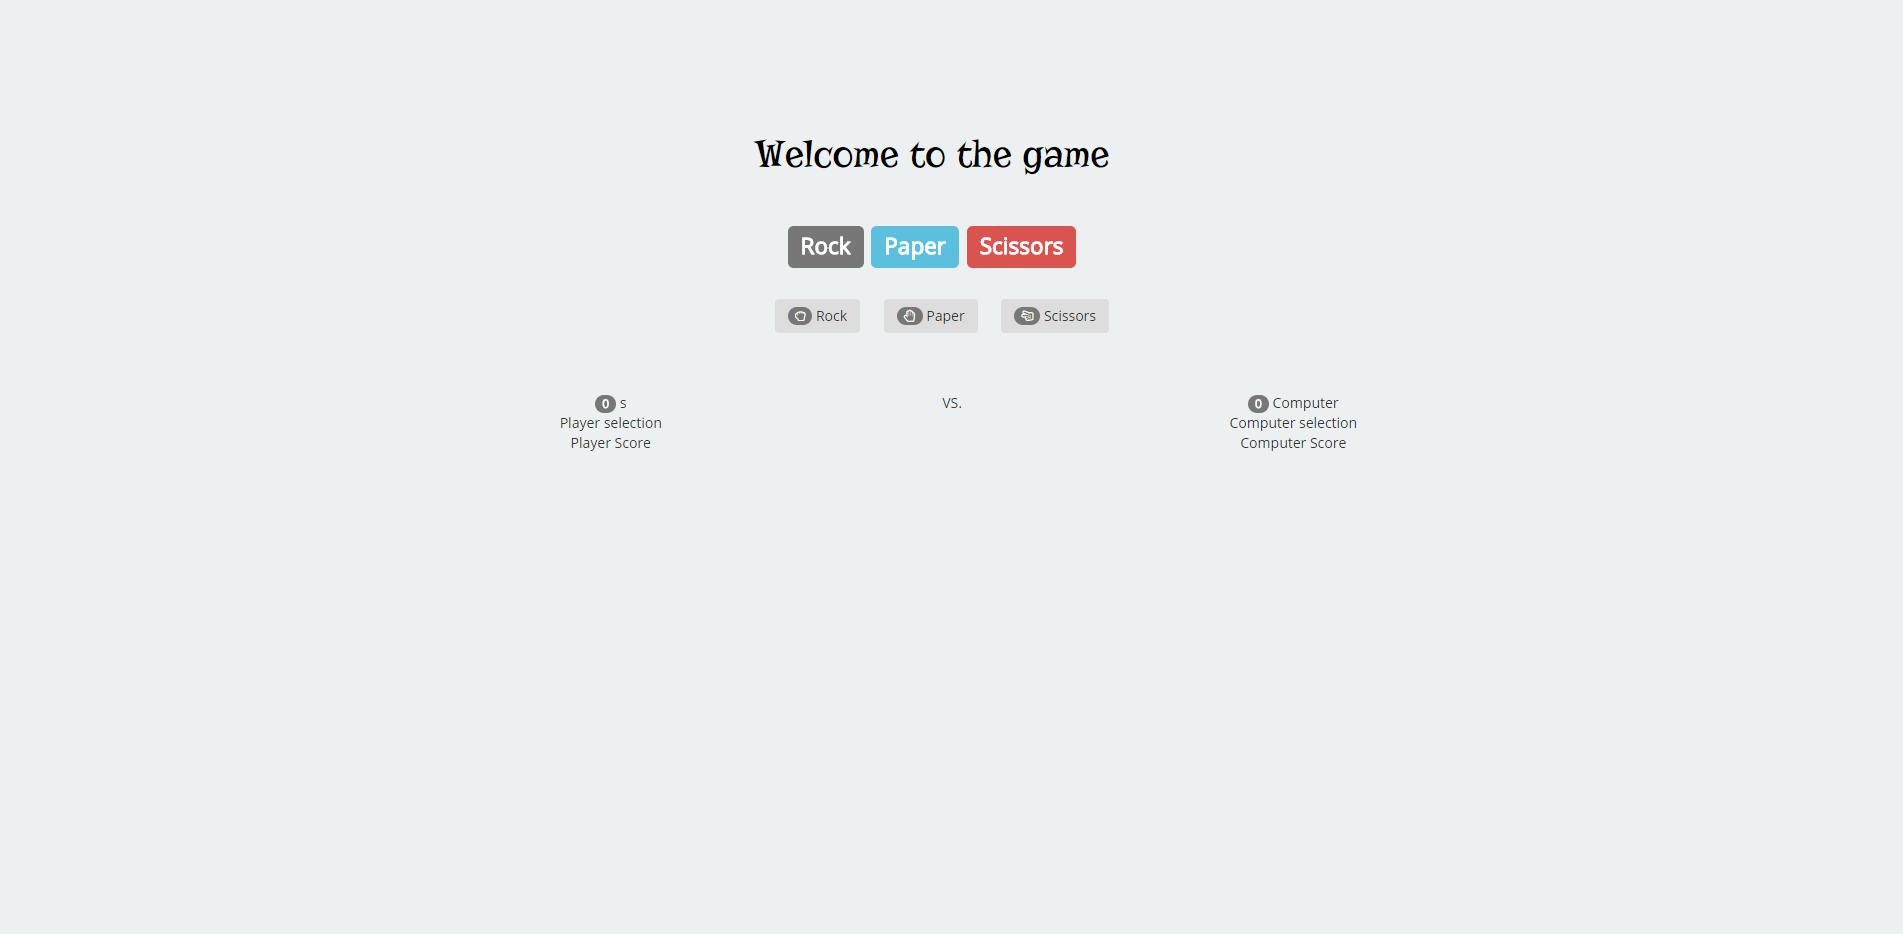 Welcome to the game
Rock Paper Scissors
Rock Paper Scissors
0 s VS. 0 Computer
Player selection Computer selection
Player Score Computer Score